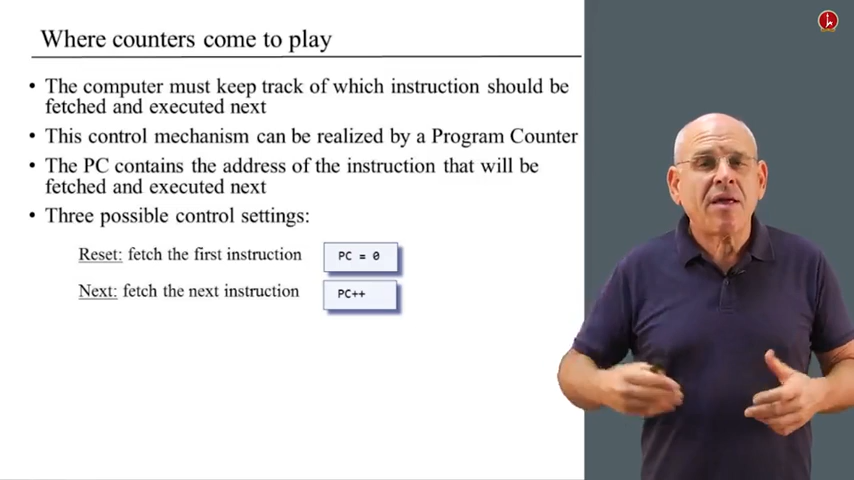 Where counters come to play
• The computer must keep track of which instruction should be
fetched and executed next
• This control mechanism can be realized by a Program Counter
• The PC contains the address of the instruction that will be
fetched and executed next
• Three possible control settings:
Reset: fetch the first instruction PC = 0
Next: fetch the next instruction PC++